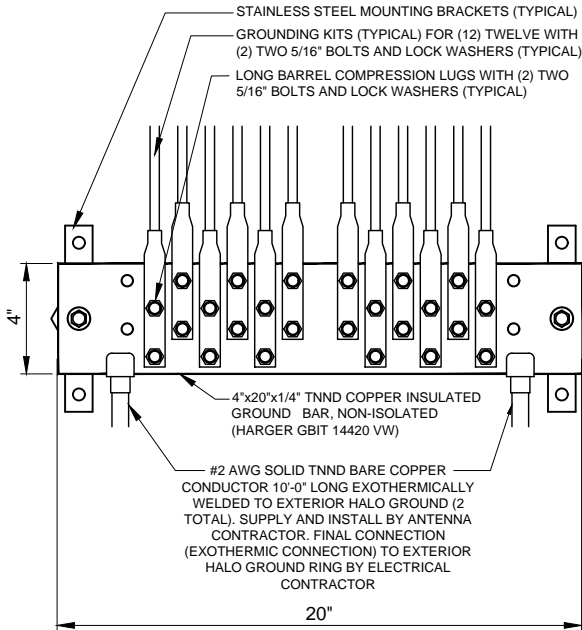 STAINLESS STEEL MOUNTING BRACKETS (TYPICAL)
GROUNDING KITS (TYPICAL) FOR (12) TWELVE WITH
(2) TWO 5/16" BOLTS AND LOCK WASHERS (TYPICAL)
LONG BARREL COMPRESSION LUGS WITH (2) TWO
5/16" BOLTS AND LOCK WASHERS (TYPICAL)
4"
4"x20"x1/4" TNND COPPER INSULATED
GROUND BAR, NON-ISOLATED
(HARGER GBIT 14420 VW)
#2 AWG SOLID TNND BARE COPPER
CONDUCTOR 10'-0" LONG EXOTHERMICALLY
WELDED TO EXTERIOR HALO GROUND (2
TOTAL). SUPPLY AND INSTALL BY ANTENNA
CONTRACTOR. FINAL CONNECTION
(EXOTHERMIC CONNECTION) TO EXTERIOR
HALO GROUND RING BY ELECTRICAL
CONTRACTOR
20"